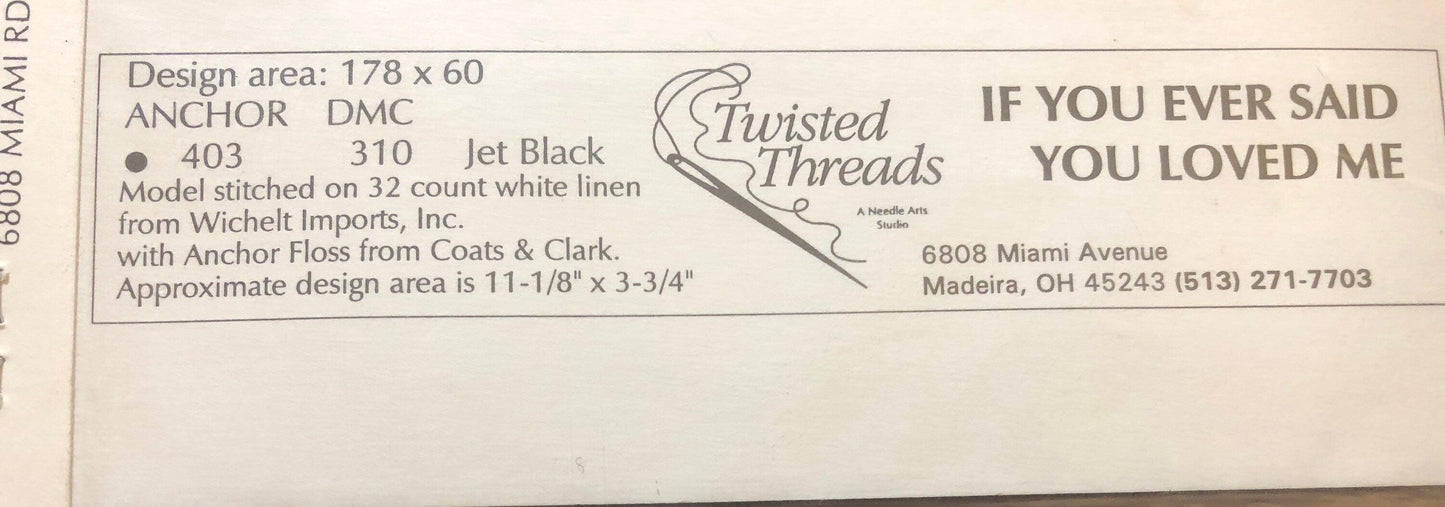 6808 MIAMI RD
Design area: 178 x 60
ANCHOR DMC
● 403 310 Jet Black
Model stitched on 32 count white linen
from Wichelt Imports, Inc.
with Anchor Floss from Coats & Clark.
Approximate design area is 11-1/8" x 3-3/4"
Twisted
Threads
A Needle Arts
Studio
IF YOU EVER SAID
YOU LOVED ME
6808 Miami Avenue
Madeira, OH 45243 (513) 271-7703